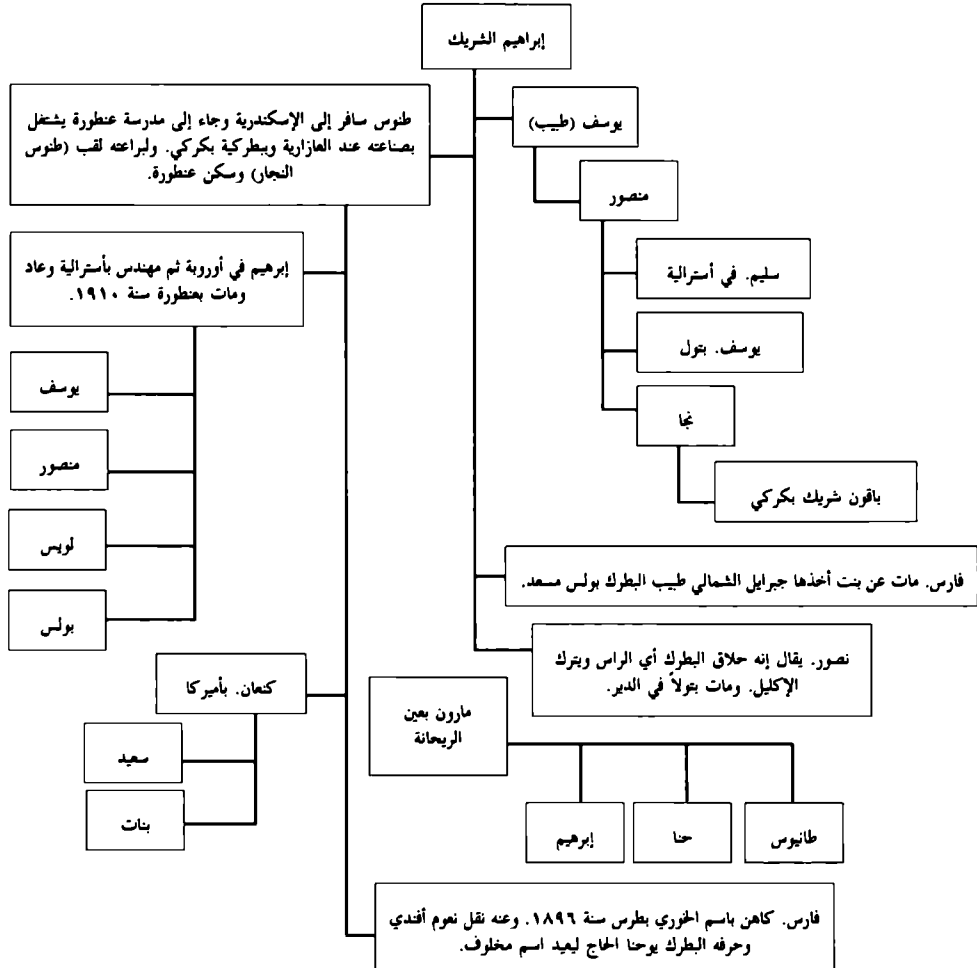 إبراهيم الشريك
طنوس سافر إلى الإسكندرية وجاء إلى مدرسة عنطورة يشتغل
بصناعته عند العازارية وببطركية بكركي. ولبراعته لقب (طنوس
النجار) وسكن عنطورة.
يوسف (طبيب)
منصور
سليم. في أسترالية
يوسف. بتول
نجا
باقون شريك بكركي
إبرهيم في أوروبة ثم مهندس بأسترالية وعاد
ومات بعنطورة سنة ١٩١٠.
يوسف
منصور
لويس
بولس
فارس. مات عن بنت أخذها جبرايل الشمالي طبيب البطرك بولس مسعد.
نصور. يقال إنه حلاق البطرك أي الراس ويترك
الإكليل. ومات بتولاً في الدير.
كنعان. بأميركا
سعيد
بنات
مارون بعين
الريحانة
طانيوس
حنا
إبرهيم
فارس. كاهن باسم الخوري بطرس سنة ١٨٩٦. وعنه نقل نعوم أفندي
وحرفه البطرك يوحنا الحاج ليعيد اسم مخلوف.